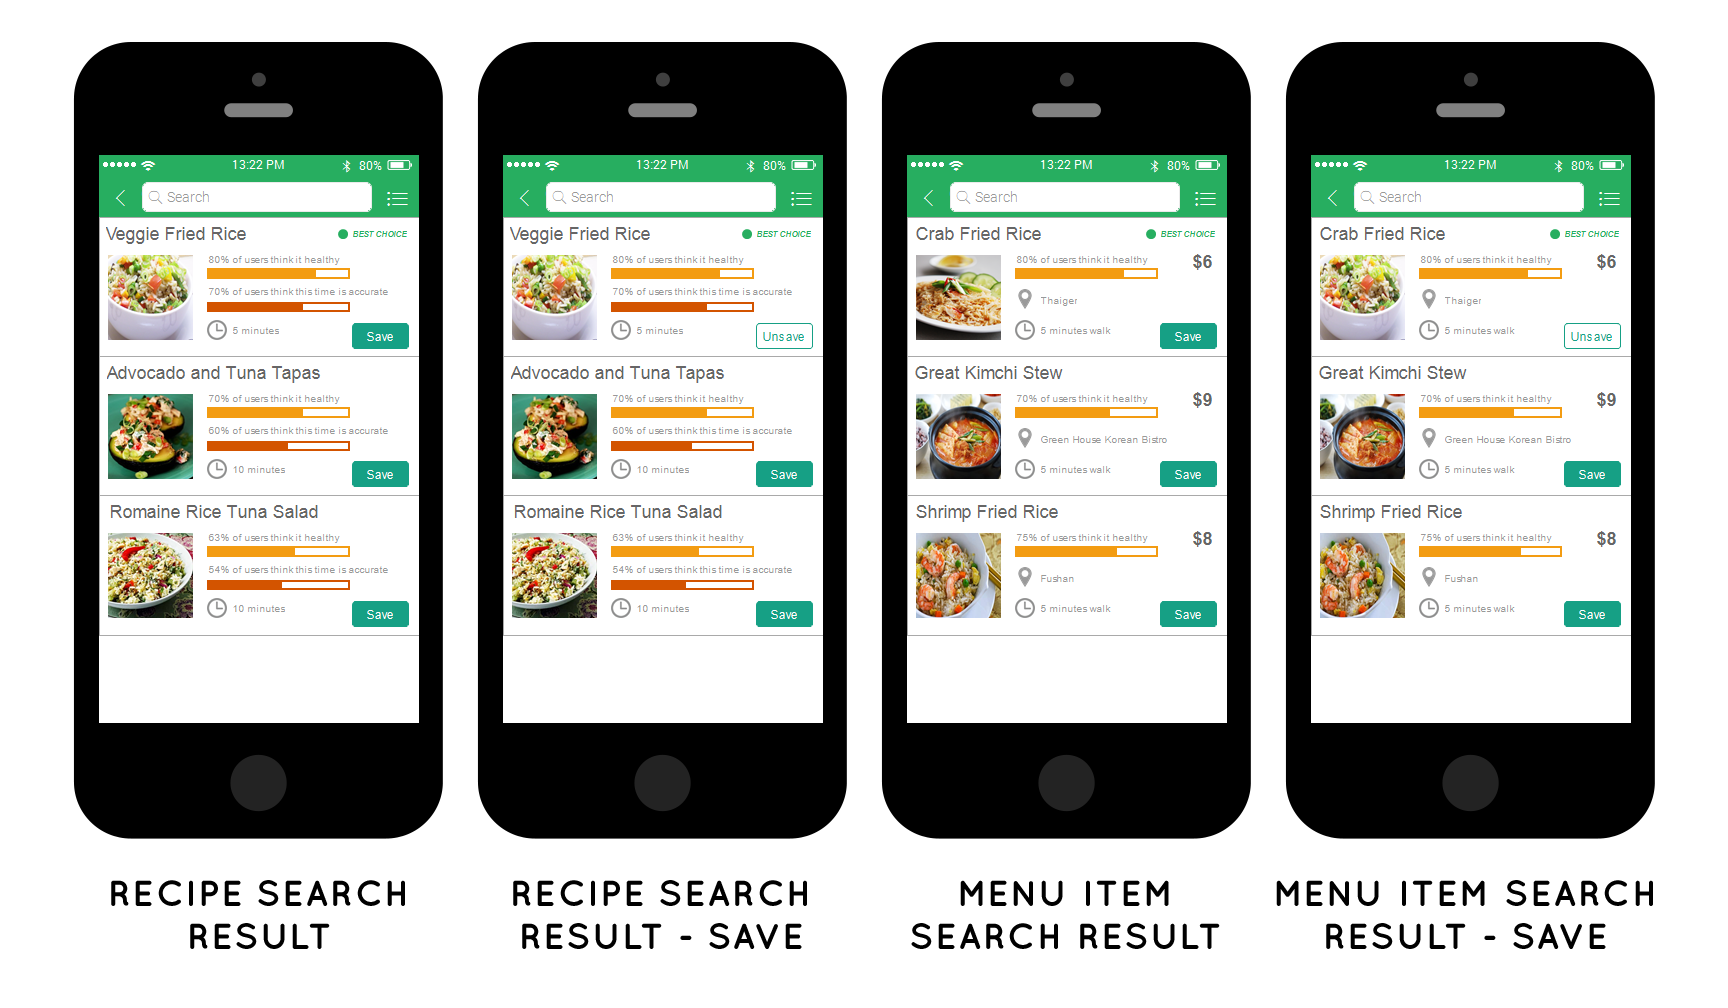 13:22 PM
80%
Search
Veggie Fried Rice
BEST CHOICE
80% of users think it healthy
70% of users think this time is accurate
5 minutes
Save
Advocado and Tuna Tapas
70% of users think it healthy
60% of users think this time is accurate
10 minutes
Save
Romaine Rice Tuna Salad
63% of users think it healthy
54% of users think this time is accurate
10 minutes
Save
RECIPE SEARCH
RESULT
13:22 PM
80%
Search
Veggie Fried Rice
BEST CHOICE
80% of users think it healthy
70% of users think this time is accurate
5 minutes
Unsave
Advocado and Tuna Tapas
70% of users think it healthy
60% of users think this time is accurate
10 minutes
Save
Romaine Rice Tuna Salad
63% of users think it healthy
54% of users think this time is accurate
10 minutes
Save
RECIPE SEARCH
RESULT - SAVE
13:22 PM
80%
Search
Crab Fried Rice
BEST CHOICE
80% of users think it healthy
$6
Thaiger
5 minutes walk
Save
Great Kimchi Stew
70% of users think it healthy
$9
Green House Korean Bistro
5 minutes walk
Save
Shrimp Fried Rice
75% of users think it healthy
$8
Fushan
5 minutes walk
Save
MENU ITEM
SEARCH RESULT
13:22 PM
80%
Search
Crab Fried Rice
BEST CHOICE
80% of users think it healthy
$6
Thaiger
5 minutes walk
Unsave
Great Kimchi Stew
70% of users think it healthy
$9
Green House Korean Bistro
5 minutes walk
Save
Shrimp Fried Rice
75% of users think it healthy
$8
Fushan
5 minutes walk
Save
MENU ITEM SEARCH
RESULT - SAVE